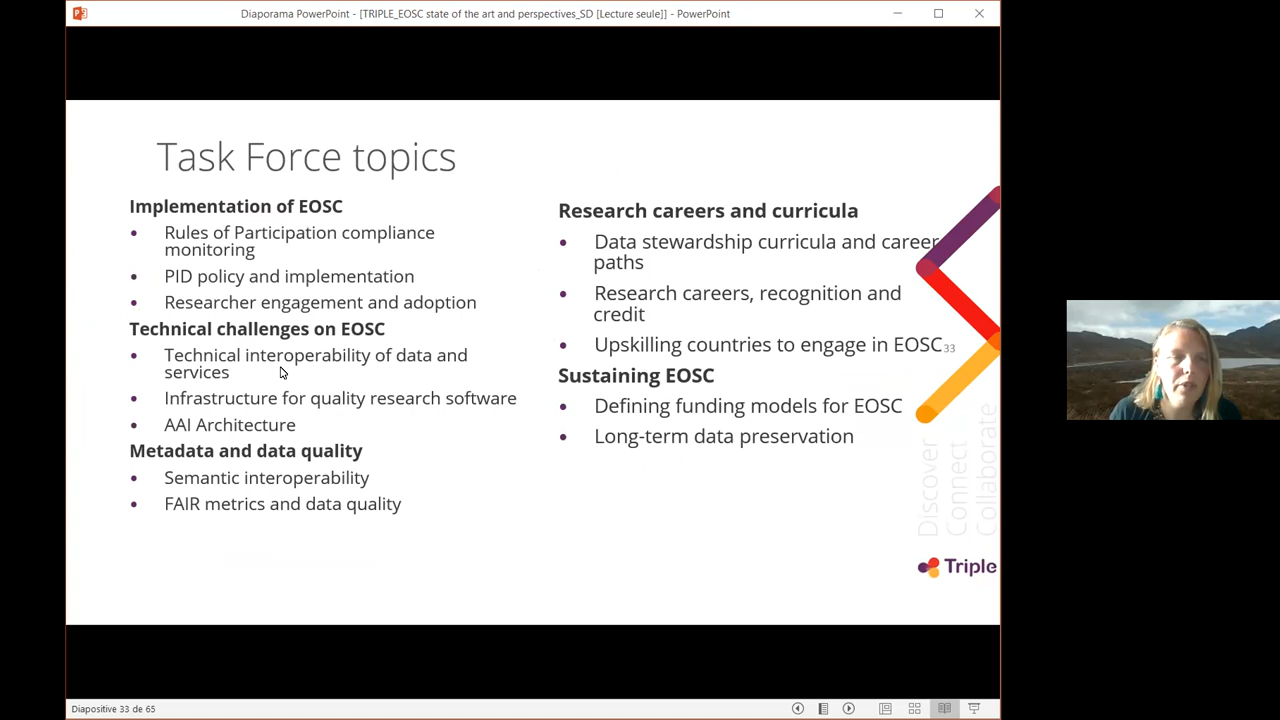 Diaporama PowerPoint - [TRIPLE_EOSC state of the art and perspectives_SD [Lecture seule]] - PowerPoint
Task Force topics
Implementation of EOSC
• Rules of Participation compliance
monitoring
• PID policy and implementation
• Researcher engagement and adoption
Technical challenges on EOSC
• Technical interoperability of data and
services
• Infrastructure for quality research software
• AAI Architecture
Metadata and data quality
• Semantic interoperability
• FAIR metrics and data quality
Research careers and curricula
• Data stewardship curricula and career
paths
• Research careers, recognition and
credit
• Upskilling countries to engage in EOSC
33
Sustaining EOSC
• Defining funding models for EOSC
• Long-term data preservation
Discover
Connect
Collaborate
Triple
Diapositive 33 de 65